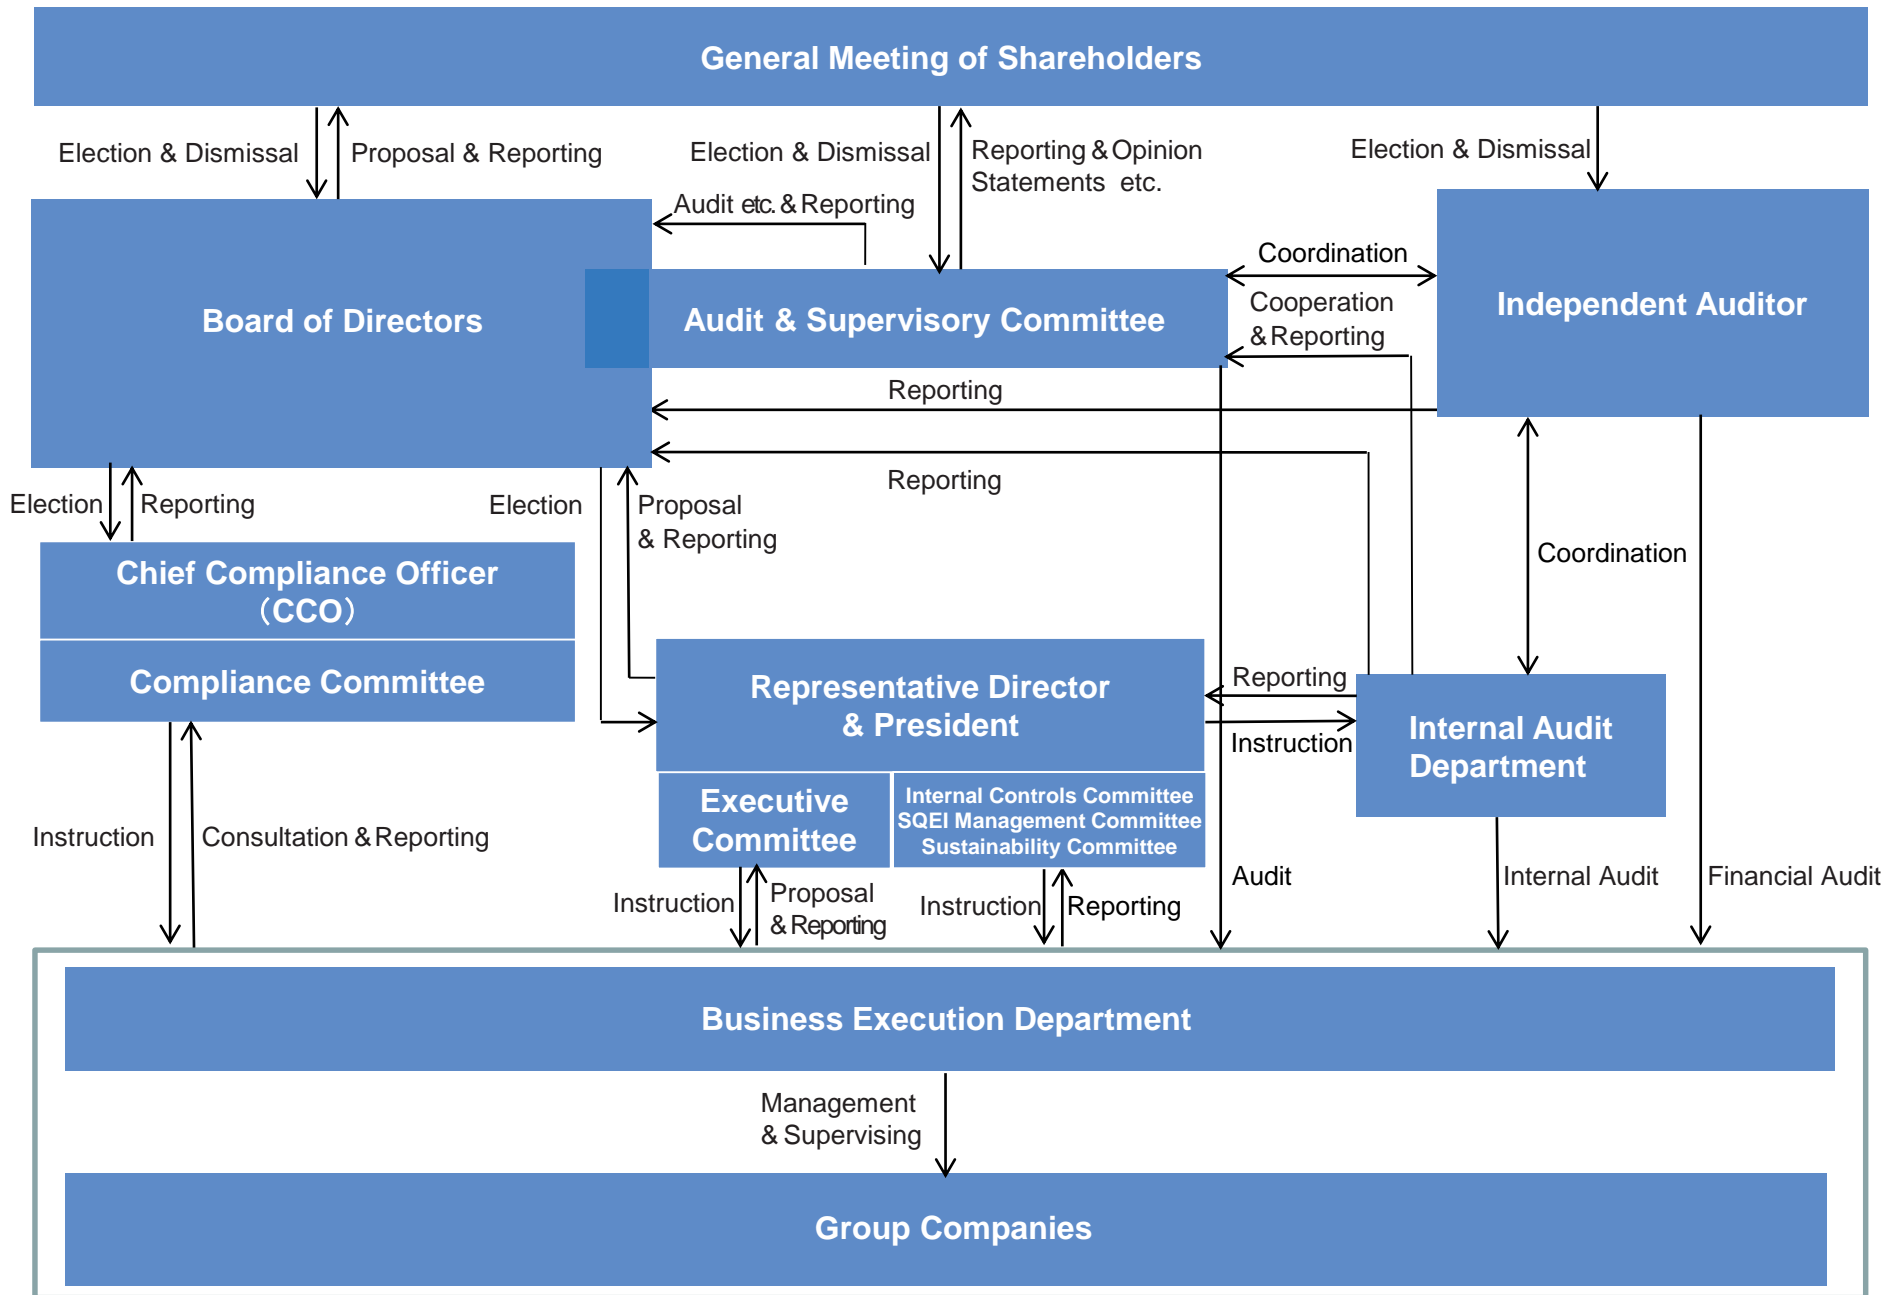 General Meeting of Shareholders
Election & Dismissal
Proposal & Reporting
Election & Dismissal
Reporting & Opinion
Statements etc.
Election & Dismissal
Audit etc. & Reporting
Board of Directors
Audit & Supervisory Committee
Coordination
Cooperation
& Reporting
Independent Auditor
Reporting
Reporting
Election
Reporting
Election
Proposal
& Reporting
Coordination
Chief Compliance Officer
（CCO）
Compliance Committee
Representative Director
& President
Reporting
Instruction
Internal Audit
Department
Executive
Committee
Internal Controls Committee
SQEI Management Committee
Sustainability Committee
Instruction
Consultation & Reporting
Instruction
Proposal
& Reporting
Instruction
Reporting
Audit
Internal Audit
Financial Audit
Business Execution Department
Management
& Supervising
Group Companies